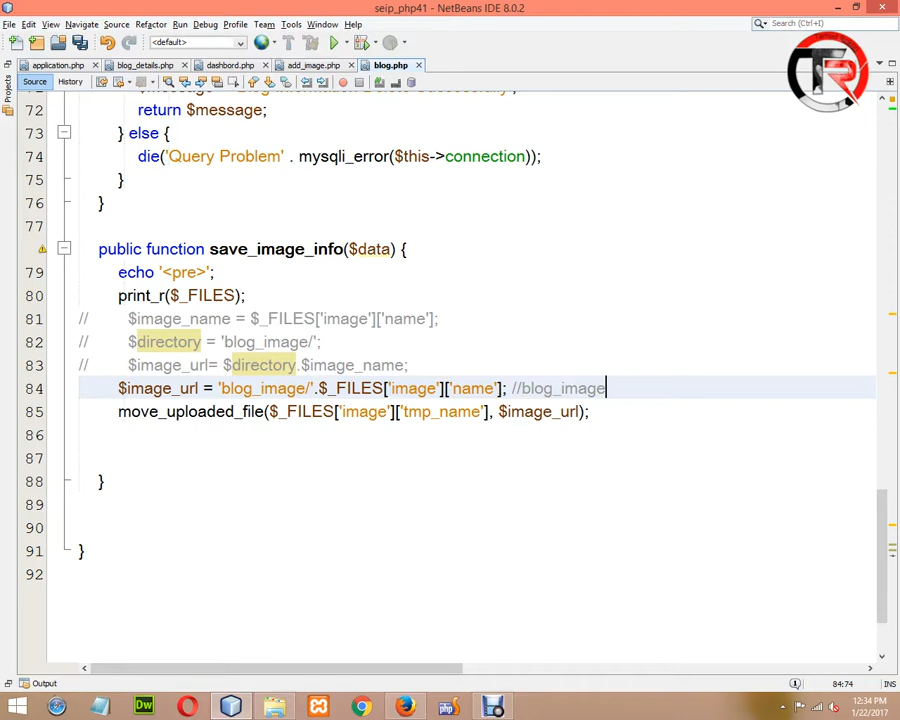 seip_php41 - NetBeans IDE 8.0.2
File Edit View Navigate Source Refactor Run Debug Profile Team Tools Window Help
<default>
Search (Ctrl+I)
application.php blog_details.php dashbord.php add_image.php blog.php
Source History
Projects
TR
72 return $message;
73 } else {
74 die('Query Problem' . mysqli_error($this->connection));
75 }
76 }
77
public function save_image_info($data) {
79 echo '<pre>';
80 print_r($_FILES);
81 // $image_name = $_FILES['image']['name'];
82 // $directory = 'blog_image/';
83 // $image_url= $directory.$image_name;
84 $image_url = 'blog_image/'.$_FILES['image']['name']; //blog_image
85 move_uploaded_file($_FILES['image']['tmp_name'], $image_url);
86
87
88 }
89
90
91 }
92
Output
84:74 INS
12:34 PM
1/22/2017